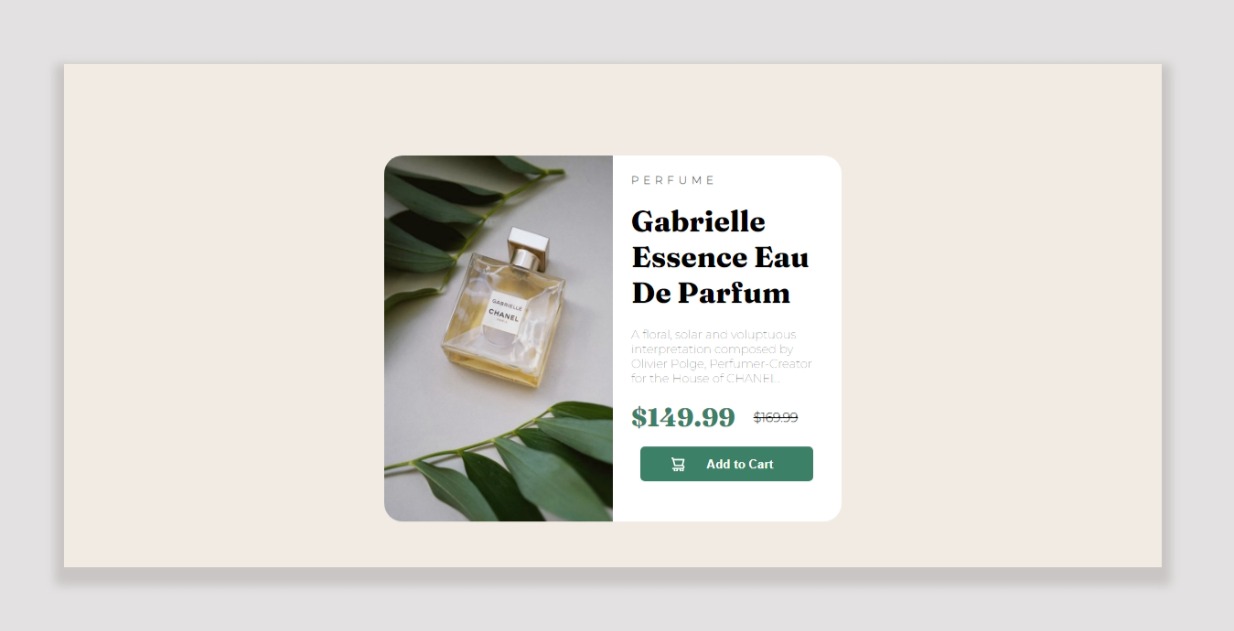 PERFUME
Gabrielle
Essence Eau
De Parfum
A floral, solar and voluptuous
interpretation composed by
Olivier Polge, Perfumer-Creator
for the House of CHANEL.
$149.99 $169.99
Add to Cart
GABRIELLE
CHANEL